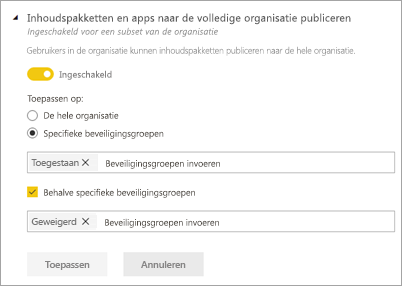 Inhoudspakketten en apps naar de volledige organisatie publiceren
Ingeschakeld voor een subset van de organisatie
Gebruikers in de organisatie kunnen inhoudspakketten publiceren naar de hele organisatie.
Ingeschakeld
Toepassen op:
De hele organisatie
Specifieke beveiligingsgroepen
Toegestaan Beveiligingsgroepen invoeren
Behalve specifieke beveiligingsgroepen
Geweigerd Beveiligingsgroepen invoeren
Toepassen Annuleren